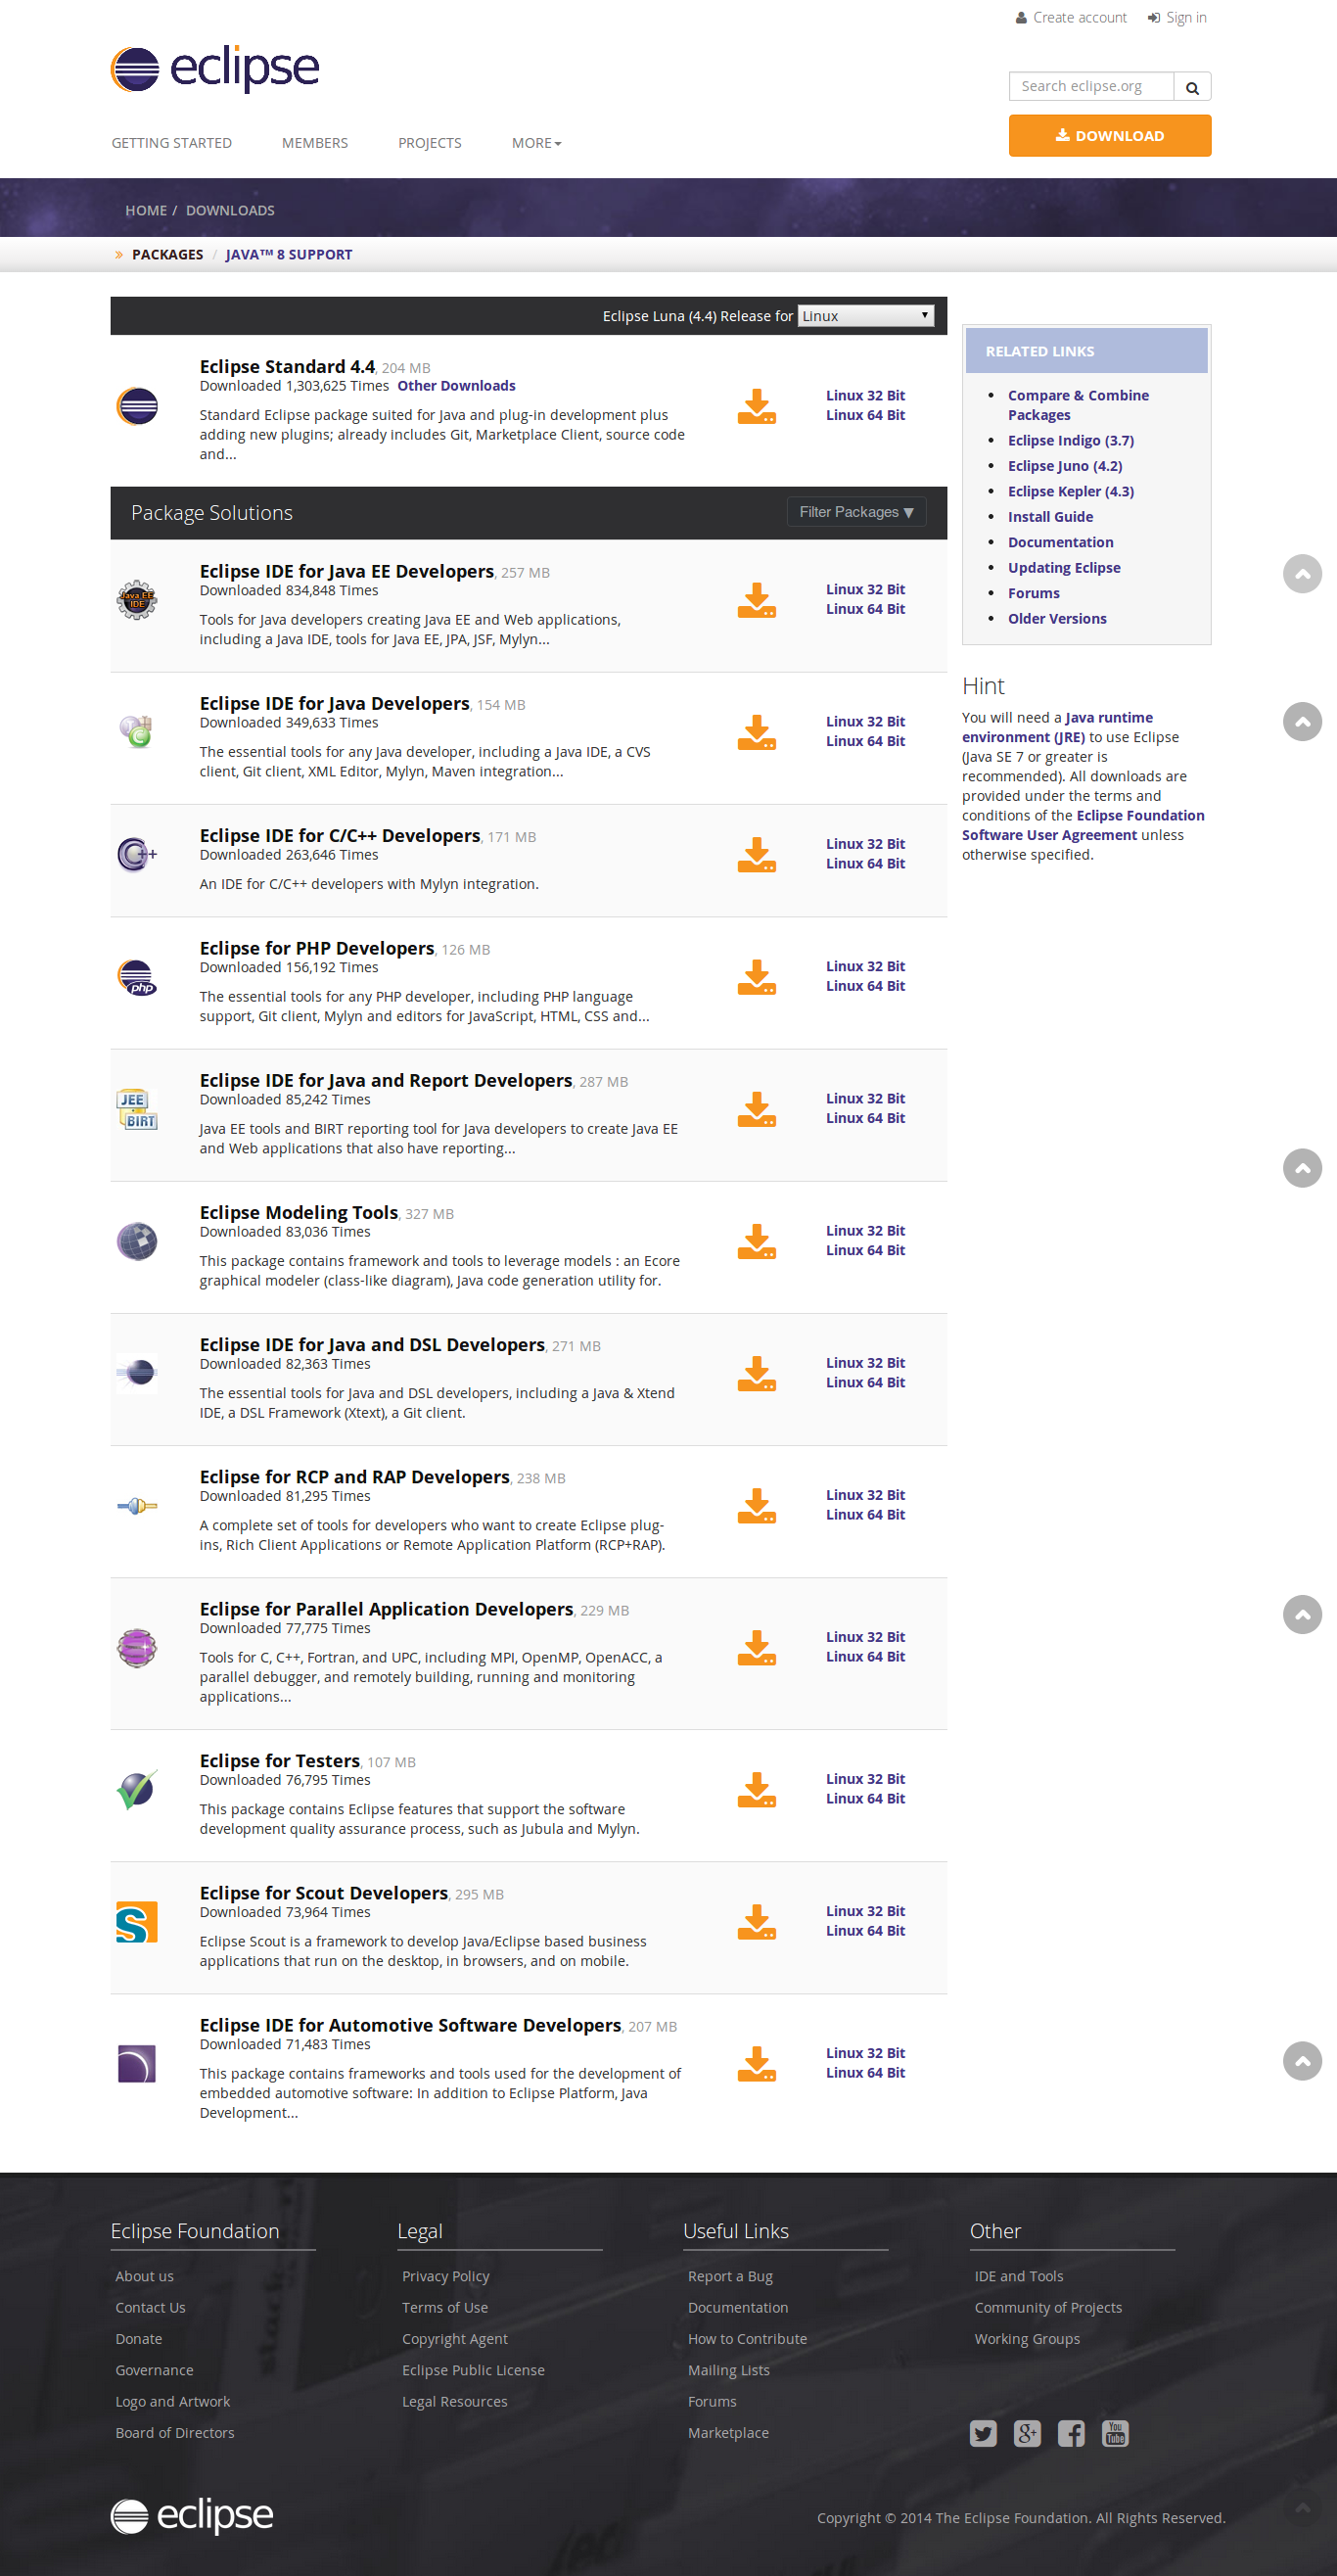 Create account Sign in
eclipse
Search eclipse.org
DOWNLOAD
GETTING STARTED MEMBERS PROJECTS MORE
HOME / DOWNLOADS
» PACKAGES / JAVA™ 8 SUPPORT
Eclipse Luna (4.4) Release for Linux
Eclipse Standard 4.4, 204 MB
Downloaded 1,303,625 Times Other Downloads
Standard Eclipse package suited for Java and plug-in development plus
adding new plugins; already includes Git, Marketplace Client, source code
and...
Linux 32 Bit
Linux 64 Bit
Package Solutions
Filter Packages ▼
Java EE
IDE
Eclipse IDE for Java EE Developers, 257 MB
Downloaded 834,848 Times
Tools for Java developers creating Java EE and Web applications,
including a Java IDE, tools for Java EE, JPA, JSF, Mylyn...
Linux 32 Bit
Linux 64 Bit
Eclipse IDE for Java Developers, 154 MB
Downloaded 349,633 Times
The essential tools for any Java developer, including a Java IDE, a CVS
client, Git client, XML Editor, Mylyn, Maven integration...
Linux 32 Bit
Linux 64 Bit
C++
Eclipse IDE for C/C++ Developers, 171 MB
Downloaded 263,646 Times
An IDE for C/C++ developers with Mylyn integration.
Linux 32 Bit
Linux 64 Bit
php
Eclipse for PHP Developers, 126 MB
Downloaded 156,192 Times
The essential tools for any PHP developer, including PHP language
support, Git client, Mylyn and editors for JavaScript, HTML, CSS and...
Linux 32 Bit
Linux 64 Bit
JEE
BIRT
Eclipse IDE for Java and Report Developers, 287 MB
Downloaded 85,242 Times
Java EE tools and BIRT reporting tool for Java developers to create Java EE
and Web applications that also have reporting...
Linux 32 Bit
Linux 64 Bit
Eclipse Modeling Tools, 327 MB
Downloaded 83,036 Times
This package contains framework and tools to leverage models : an Ecore
graphical modeler (class-like diagram), Java code generation utility for.
Linux 32 Bit
Linux 64 Bit
Eclipse IDE for Java and DSL Developers, 271 MB
Downloaded 82,363 Times
The essential tools for Java and DSL developers, including a Java & Xtend
IDE, a DSL Framework (Xtext), a Git client.
Linux 32 Bit
Linux 64 Bit
Eclipse for RCP and RAP Developers, 238 MB
Downloaded 81,295 Times
A complete set of tools for developers who want to create Eclipse plug-
ins, Rich Client Applications or Remote Application Platform (RCP+RAP).
Linux 32 Bit
Linux 64 Bit
Eclipse for Parallel Application Developers, 229 MB
Downloaded 77,775 Times
Tools for C, C++, Fortran, and UPC, including MPI, OpenMP, OpenACC, a
parallel debugger, and remotely building, running and monitoring
applications...
Linux 32 Bit
Linux 64 Bit
Eclipse for Testers, 107 MB
Downloaded 76,795 Times
This package contains Eclipse features that support the software
development quality assurance process, such as Jubula and Mylyn.
Linux 32 Bit
Linux 64 Bit
S
Eclipse for Scout Developers, 295 MB
Downloaded 73,964 Times
Eclipse Scout is a framework to develop Java/Eclipse based business
applications that run on the desktop, in browsers, and on mobile.
Linux 32 Bit
Linux 64 Bit
Eclipse IDE for Automotive Software Developers, 207 MB
Downloaded 71,483 Times
This package contains frameworks and tools used for the development of
embedded automotive software: In addition to Eclipse Platform, Java
Development...
Linux 32 Bit
Linux 64 Bit
RELATED LINKS
• Compare & Combine
Packages
• Eclipse Indigo (3.7)
• Eclipse Juno (4.2)
• Eclipse Kepler (4.3)
• Install Guide
• Documentation
• Updating Eclipse
• Forums
• Older Versions
Hint
You will need a Java runtime
environment (JRE) to use Eclipse
(Java SE 7 or greater is
recommended). All downloads are
provided under the terms and
conditions of the Eclipse Foundation
Software User Agreement unless
otherwise specified.
Eclipse Foundation
About us
Contact Us
Donate
Governance
Logo and Artwork
Board of Directors
Legal
Privacy Policy
Terms of Use
Copyright Agent
Eclipse Public License
Legal Resources
Useful Links
Report a Bug
Documentation
How to Contribute
Mailing Lists
Forums
Marketplace
Other
IDE and Tools
Community of Projects
Working Groups
g+
You
Tube
eclipse
Copyright © 2014 The Eclipse Foundation. All Rights Reserved.